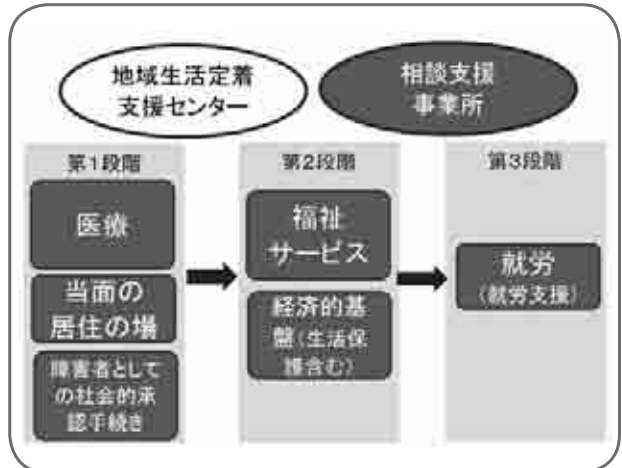 地域生活定着
支援センター
相談支援
事業所
第1段階
医療
当面の
居住の場
障害者として
の社会的承
認手続き
第2段階
福祉
サービス
経済的基
盤(生活保
護含む)
第3段階
就労
(就労支援)